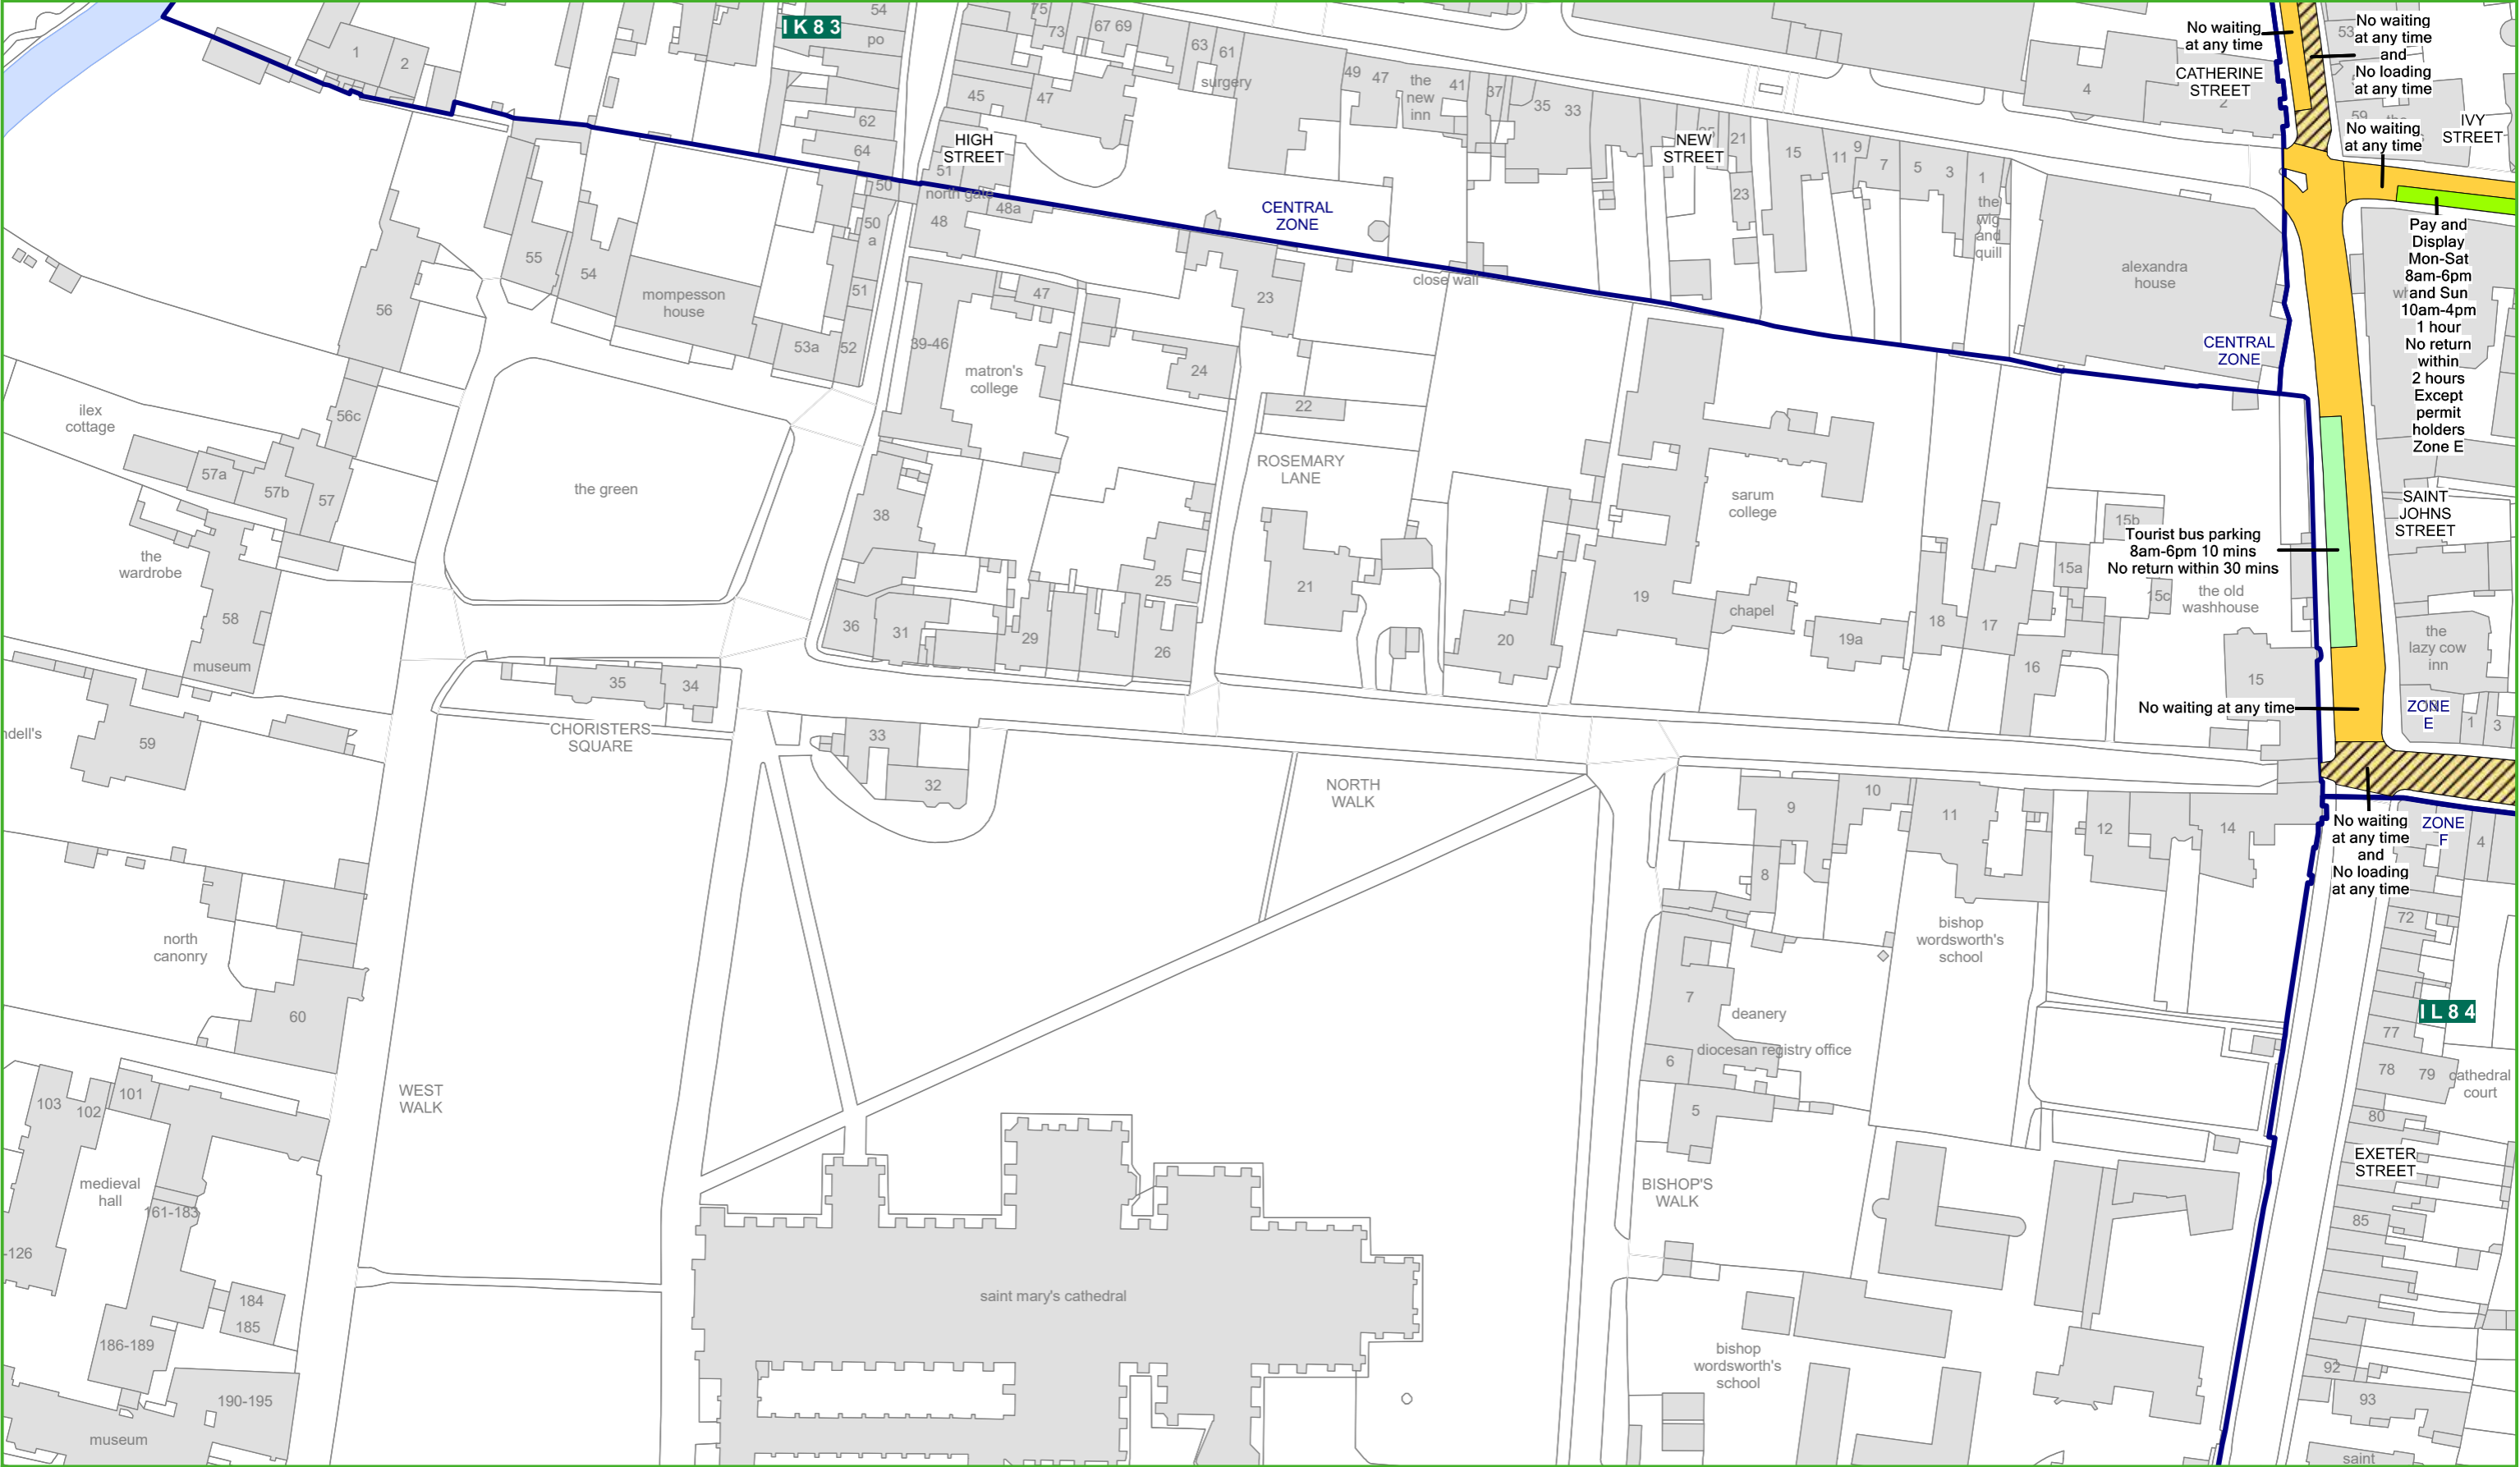 IK83
54
po
62
64
1
2
75
73
67 69
63
61
surgery
45
47
HIGH
STREET
51
north gate
50
50
a
51
52
53a
48
48a
49
47
the
new
inn
41
37
35
33
NEW
STREET
21
23
15
11
9
7
5
3
1
the
wig
and
quill
CENTRAL
ZONE
close wall
4
2
CATHERINE
STREET
No waiting
at any time
No waiting
at any time
and
No loading
at any time
53
59
IVY
STREET
No waiting
at any time
alexandra
house
CENTRAL
ZONE
Pay and
Display
Mon-Sat
8am-6pm
and Sun
10am-4pm
1 hour
No return
within
2 hours
Except
permit
holders
Zone E
SAINT
JOHNS
STREET
Tourist bus parking
8am-6pm 10 mins
No return within 30 mins
15b
15a
15c
the old
washhouse
the
lazy cow
inn
ZONE
E
1
3
No waiting at any time
15
16
17
18
19a
chapel
19
sarum
college
20
21
22
23
24
ROSEMARY
LANE
matron's
college
39-46
47
38
36
31
29
25
26
55
54
mompesson
house
56
56c
ilex
cottage
57a
57b
57
the green
the
wardrobe
58
museum
ndell's
59
35
34
CHORISTERS
SQUARE
33
32
NORTH
WALK
9
10
11
12
14
8
No waiting
at any time
and
No loading
at any time
ZONE
F
4
72
IL84
77
78
79
cathedral
court
80
EXETER
STREET
85
92
93
saint
bishop
wordsworth's
school
7
deanery
diocesan registry office
6
5
BISHOP'S
WALK
bishop
wordsworth's
school
north
canonry
60
WEST
WALK
103
102
101
medieval
hall
161-183
-126
184
185
186-189
190-195
museum
saint mary's cathedral